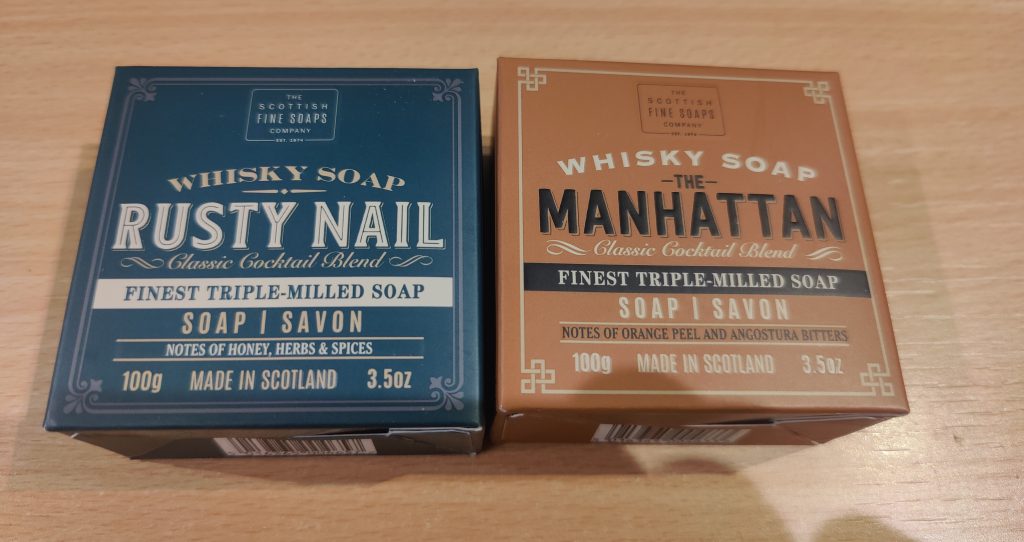 THE
SCOTTISH
FINE SOAPS
COMPANY
EST. 1974
WHISKY SOAP
RUSTY NAIL
Classic Cocktail Blend
FINEST TRIPLE-MILLED SOAP
SOAP | SAVON
NOTES OF HONEY, HERBS & SPICES
100g MADE IN SCOTLAND 3.5oz
THE
SCOTTISH
FINE SOAPS
COMPANY
EST. 1974
WHISKY SOAP
-THE-
MANHATTAN
Classic Cocktail Blend
FINEST TRIPLE-MILLED SOAP
SOAP | SAVON
NOTES OF ORANGE PEEL AND ANGOSTURA BITTERS
100g MADE IN SCOTLAND 3.5oz